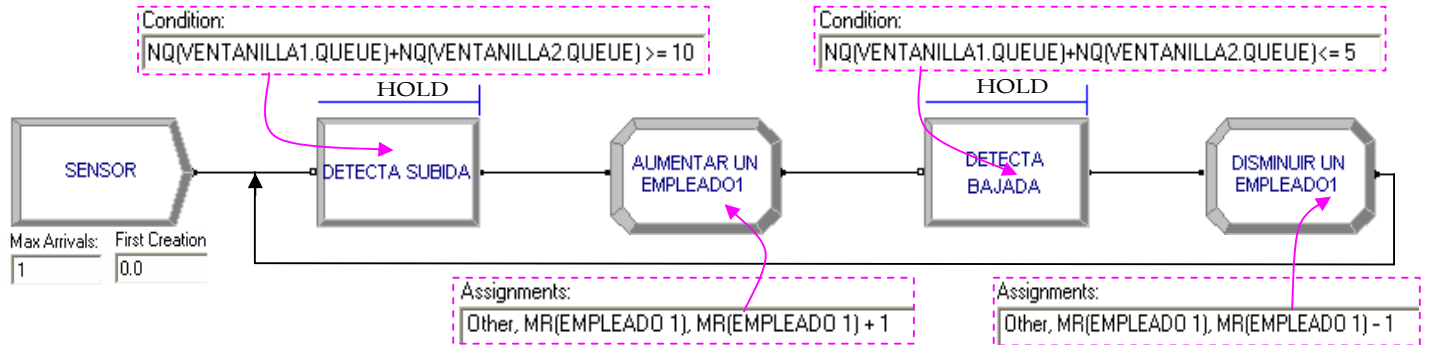 Condition:
NQ(VENTANILLA1.QUEUE)+NQ(VENTANILLA2.QUEUE) >= 10
Condition:
NQ(VENTANILLA1.QUEUE)+NQ(VENTANILLA2.QUEUE)<= 5
HOLD
HOLD
SENSOR
DETECTA SUBIDA
AUMENTAR UN
EMPLEADO1
DETECTA
BAJADA
DISMINUIR UN
EMPLEADO1
Max Arrivals:
1
First Creation
0.0
Assignments:
Other, MR(EMPLEADO 1), MR(EMPLEADO 1) + 1
Assignments:
Other, MR(EMPLEADO 1), MR(EMPLEADO 1) - 1